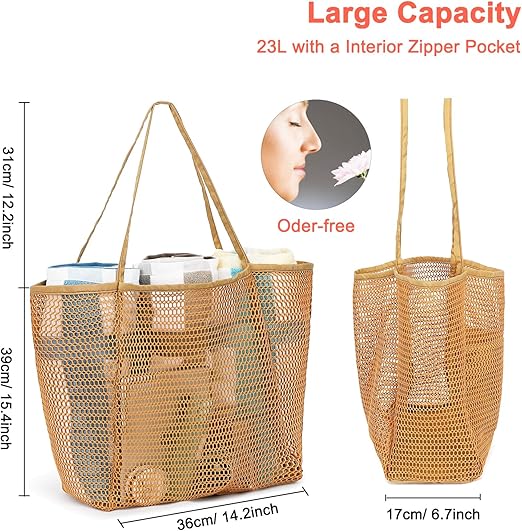 Large Capacity
23L with a Interior Zipper Pocket
31cm/ 12.2inch
Oder-free
39cm/ 15.4inch
36cm/ 14.2inch
17cm/ 6.7inch